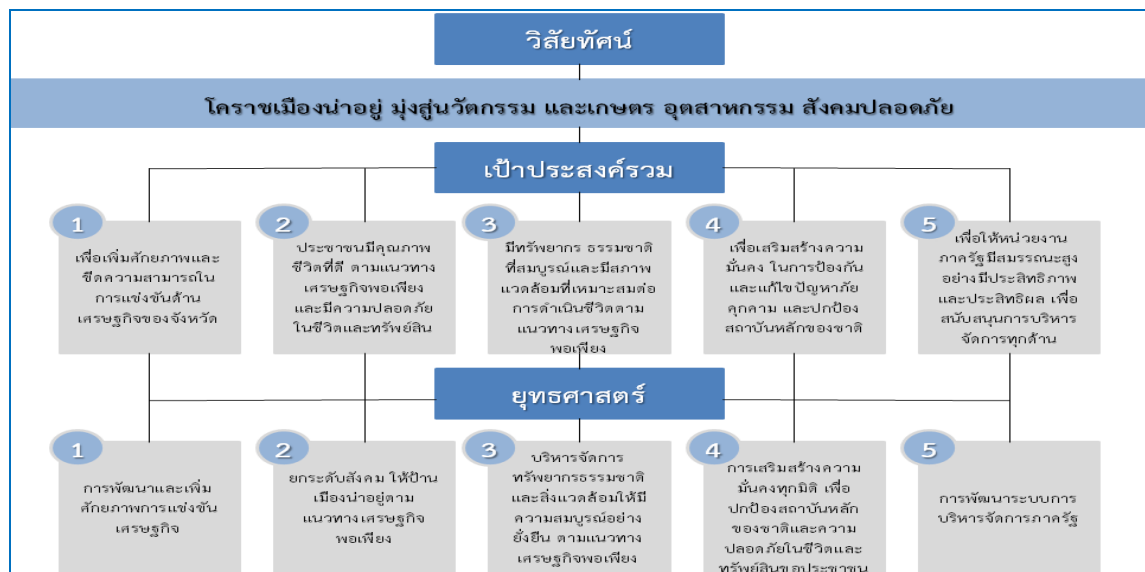 วิสัยทัศน์
โคราชเมืองน่าอยู่ มุ่งสู่นวัตกรรม และเกษตร อุตสาหกรรม สังคมปลอดภัย
เป้าประสงค์รวม
1
เพื่อเพิ่มศักยภาพและ
ขีดความสามารถใน
การแข่งขันด้าน
เศรษฐกิจของจังหวัด
2
ประชาชนมีคุณภาพ
ชีวิตที่ดี ตามแนวทาง
เศรษฐกิจพอเพียง
และมีความปลอดภัย
ในชีวิตและทรัพย์สิน
3
มีทรัพยากร ธรรมชาติ
ที่สมบูรณ์และมีสภาพ
แวดล้อมที่เหมาะสมต่อ
การดำเนินชีวิตตาม
แนวทางเศรษฐกิจ
พอเพียง
4
เพื่อเสริมสร้างความ
มั่นคง ในการป้องกัน
และแก้ไขปัญหาภัย
คุกคาม และปกป้อง
สถาบันหลักของชาติ
5
เพื่อให้หน่วยงาน
ภาครัฐมีสมรรถนะสูง
อย่างมีประสิทธิภาพ
และประสิทธิผล เพื่อ
สนับสนุนการบริหาร
จัดการทุกด้าน
ยุทธศาสตร์
1
การพัฒนาและเพิ่ม
ศักยภาพการแข่งขัน
เศรษฐกิจ
2
ยกระดับสังคม ให้บ้าน
เมืองน่าอยู่ตาม
แนวทางเศรษฐกิจ
พอเพียง
3
บริหารจัดการ
ทรัพยากรธรรมชาติ
และสิ่งแวดล้อมให้มี
ความสมบูรณ์อย่าง
ยั่งยืน ตามแนวทาง
เศรษฐกิจพอเพียง
4
การเสริมสร้างความ
มั่นคงทุกมิติ เพื่อ
ปกป้องสถาบันหลัก
ของชาติและความ
ปลอดภัยในชีวิตและ
ทรัพย์สินขอประชาชน
5
การพัฒนาระบบการ
บริหารจัดการภาครัฐ